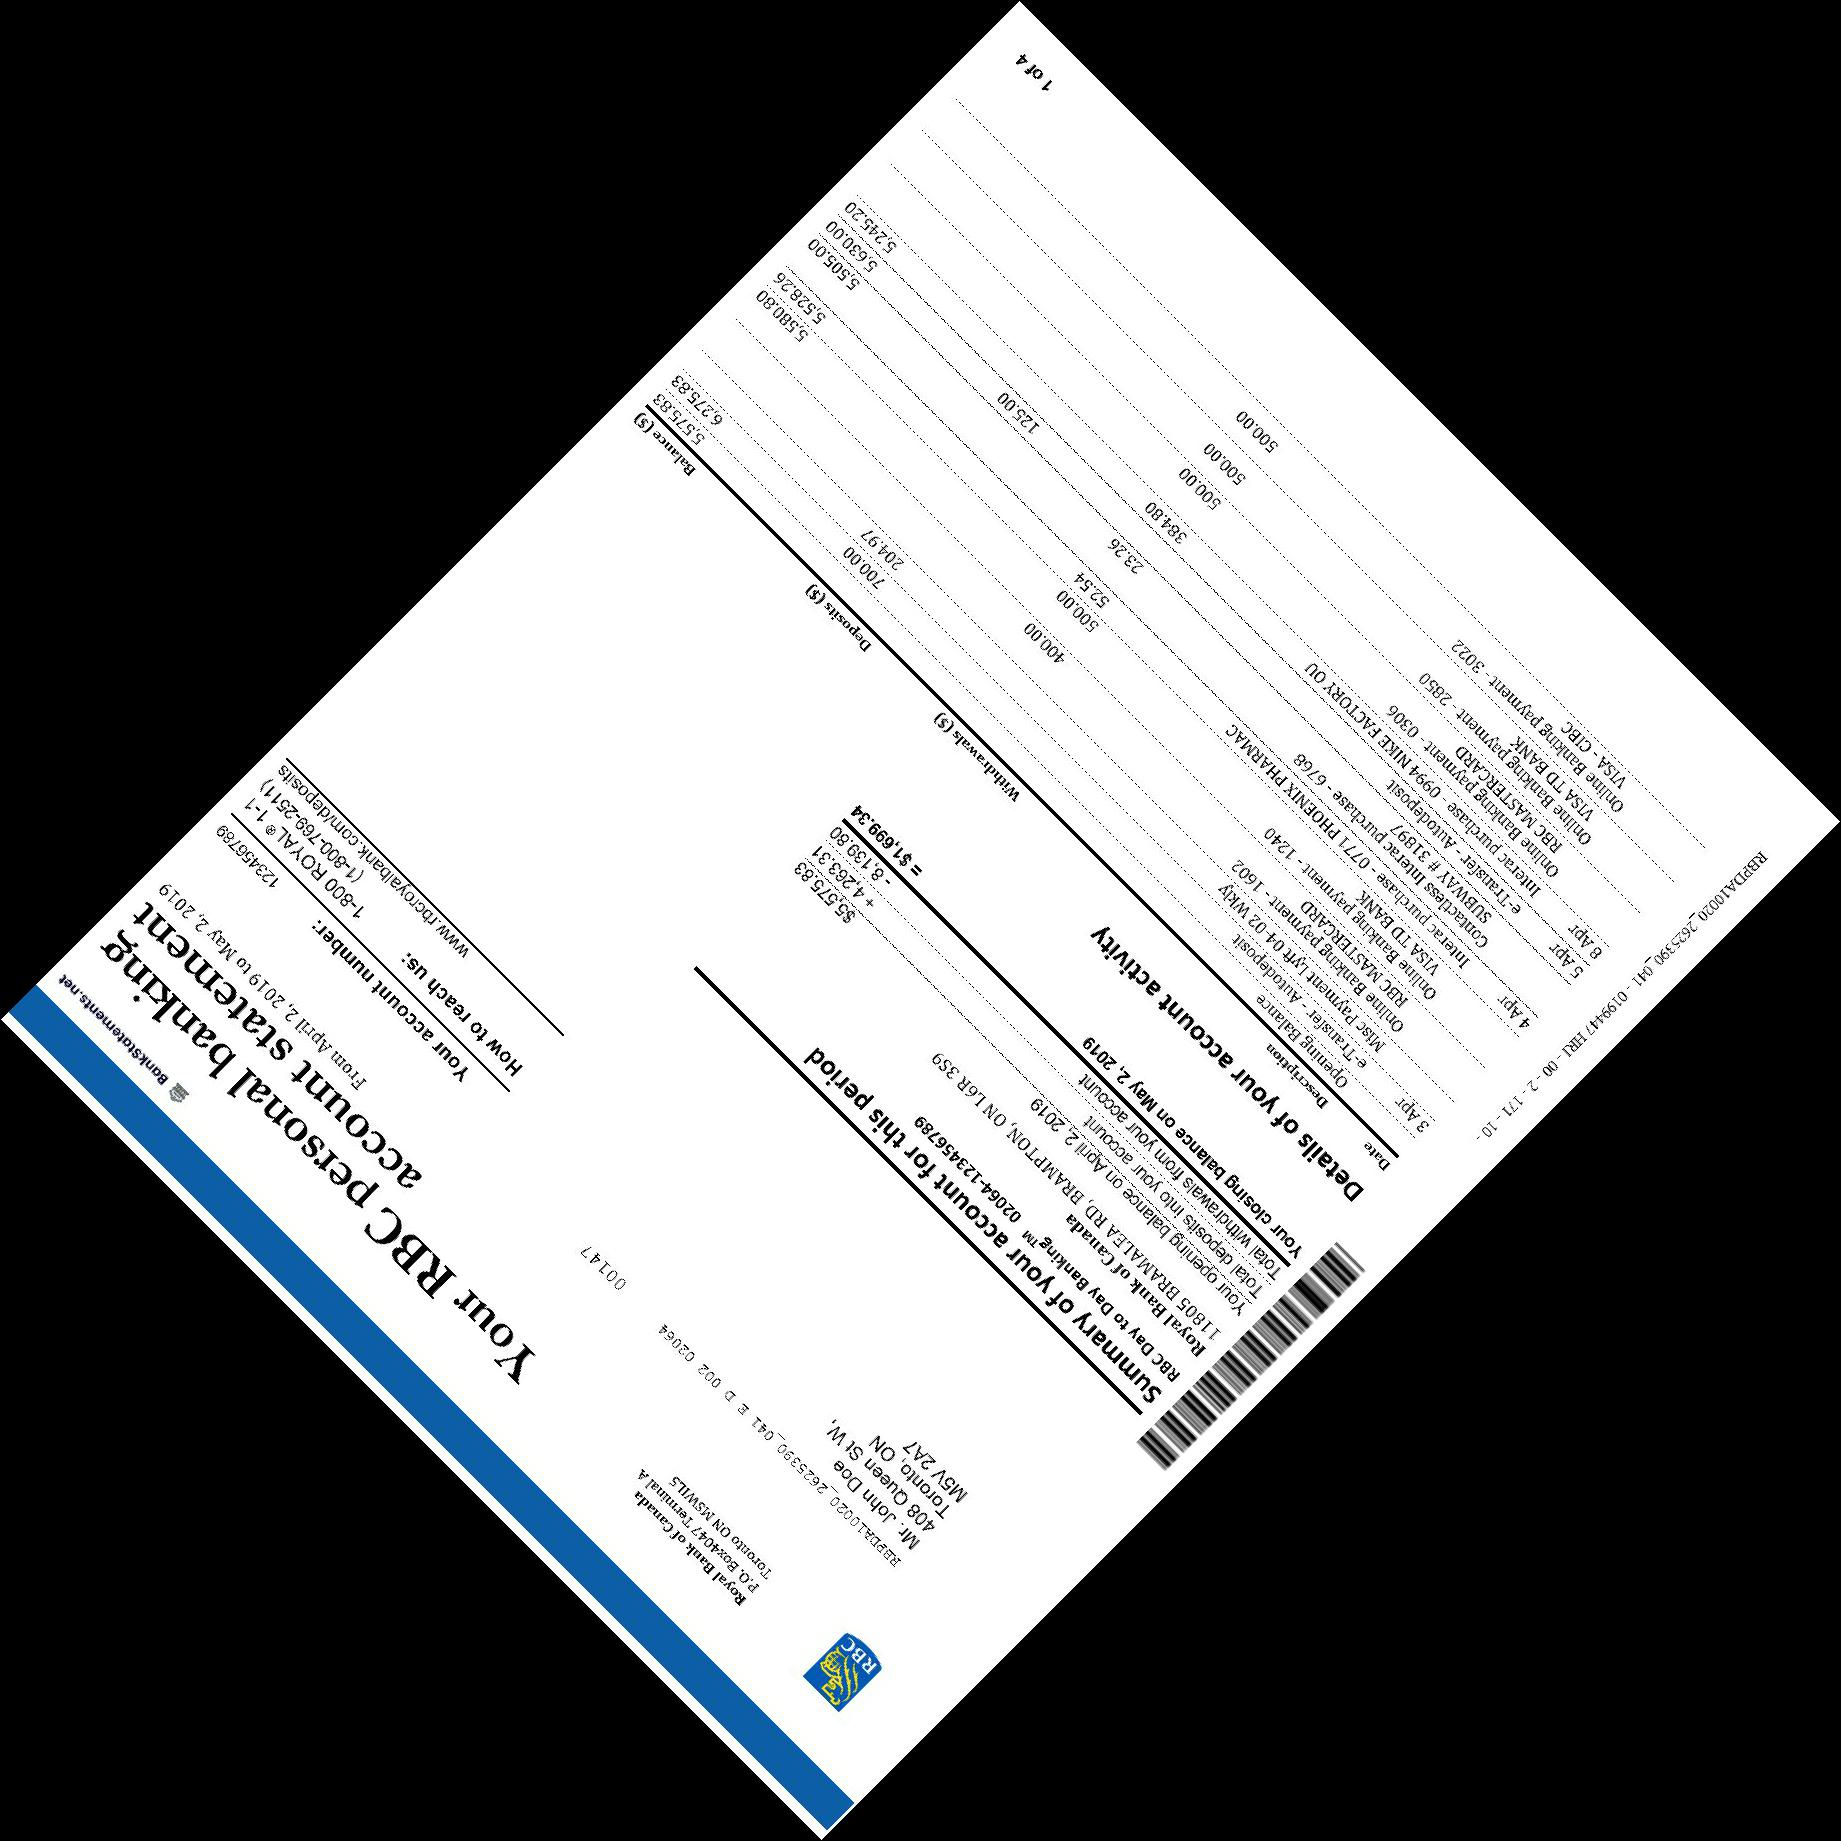 BankStatements.net
RBC
Your RBC personal banking
account statement
From April 2, 2019 to May 2, 2019
Royal Bank of Canada
P.O. Box4047 Terminal A
Toronto ON M5W1L5
Your account number: 123456789
How to reach us: 1-800 ROYAL® 1-1
(1-800-769-2511)
www.rbcroyalbank.com/deposits
00147
RBPDA10020_2625390_041 E D 002 02064
Mr. John Doe
408 Queen St W,
Toronto, ON
M5V 2A7
Summary of your account for this period
RBC Day to Day Banking™ 02064-123456789
Royal Bank of Canada
11805 BRAMALEA RD, BRAMPTON, ON L6R 3S9
Your opening balance on April 2, 2019 $5,575.83
Total deposits into your account + 4,263.31
Total withdrawals from your account - 8,139.80
Your closing balance on May 2, 2019 = $1,699.34
Details of your account activity
Date Description Withdrawals ($) Deposits ($) Balance ($)
Opening Balance 5,575.83
3 Apr e-Transfer - Autodeposit 700.00 6,275.83
Misc Payment Lyft 04-02 Wkly 204.97
Online Banking payment - 1602
RBC MASTERCARD 400.00
Online Banking payment - 1240
VISA TD BANK 500.00 5,580.80
4 Apr Interac purchase - 0771 PHOENIX PHARMAC 52.54 5,528.26
Contactless Interac purchase - 6768
SUBWAY # 31897 23.26 5,505.00
5 Apr e-Transfer - Autodeposit 125.00 5,630.00
8 Apr Interac purchase - 0994 NIKE FACTORY OU 384.80 5,245.20
Online Banking payment - 0306
RBC MASTERCARD 500.00
Online Banking payment - 2850
VISA TD BANK 500.00
Online Banking payment - 3022
VISA - CIBC 500.00
RBPDA10020_2625390_041 - 0199447 HRI - 00 - 2 - 171 - 10 -
1 of 4